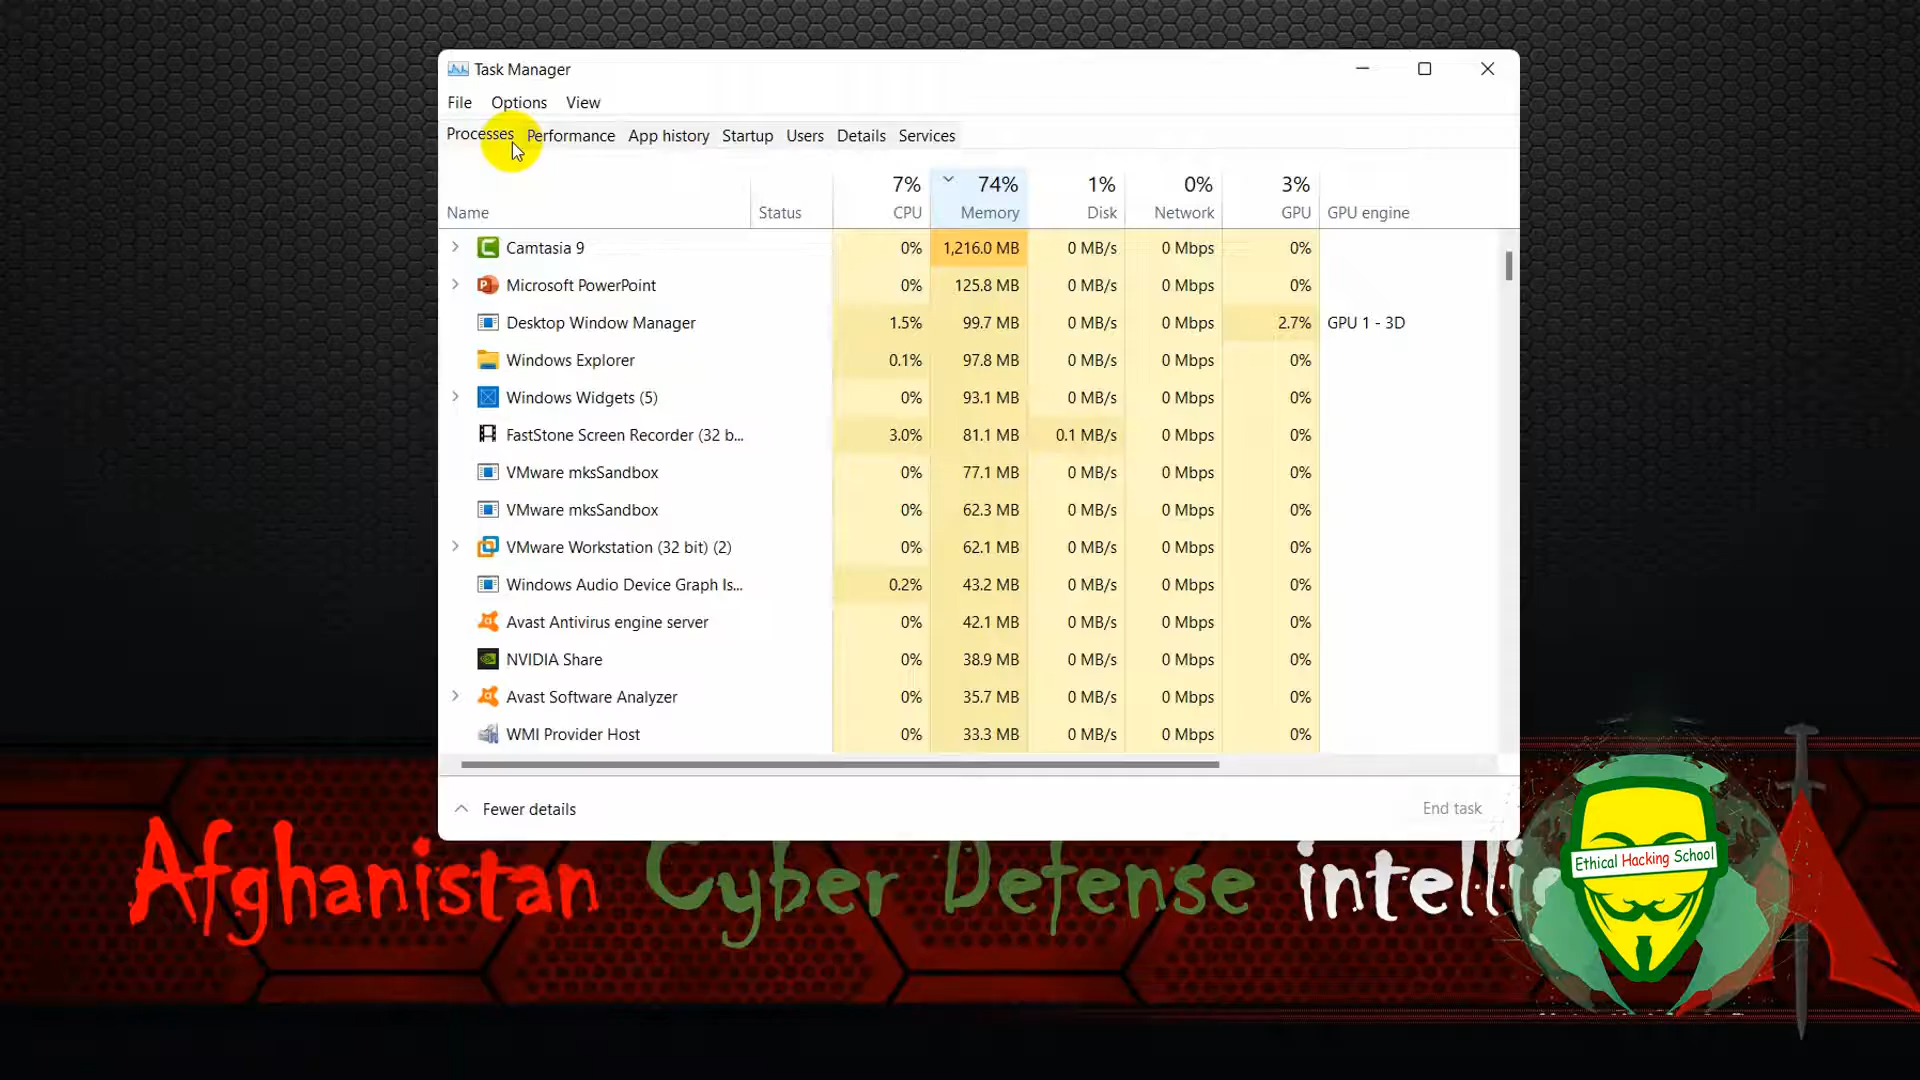 Task Manager
File Options View
Processes Performance App history Startup Users Details Services
7% 74% 1% 0% 3%
Name Status CPU Memory Disk Network GPU GPU engine
Camtasia 9 0% 1,216.0 MB 0 MB/s 0 Mbps 0%
Microsoft PowerPoint 0% 125.8 MB 0 MB/s 0 Mbps 0%
Desktop Window Manager 1.5% 99.7 MB 0 MB/s 0 Mbps 2.7% GPU 1 - 3D
Windows Explorer 0.1% 97.8 MB 0 MB/s 0 Mbps 0%
Windows Widgets (5) 0% 93.1 MB 0 MB/s 0 Mbps 0%
FastStone Screen Recorder (32 b... 3.0% 81.1 MB 0.1 MB/s 0 Mbps 0%
VMware mksSandbox 0% 77.1 MB 0 MB/s 0 Mbps 0%
VMware mksSandbox 0% 62.3 MB 0 MB/s 0 Mbps 0%
VMware Workstation (32 bit) (2) 0% 62.1 MB 0 MB/s 0 Mbps 0%
Windows Audio Device Graph Is... 0.2% 43.2 MB 0 MB/s 0 Mbps 0%
Avast Antivirus engine server 0% 42.1 MB 0 MB/s 0 Mbps 0%
NVIDIA Share 0% 38.9 MB 0 MB/s 0 Mbps 0%
Avast Software Analyzer 0% 35.7 MB 0 MB/s 0 Mbps 0%
WMI Provider Host 0% 33.3 MB 0 MB/s 0 Mbps 0%
Fewer details End task
Afghanistan Cyber Defense intelli
Ethical Hacking School